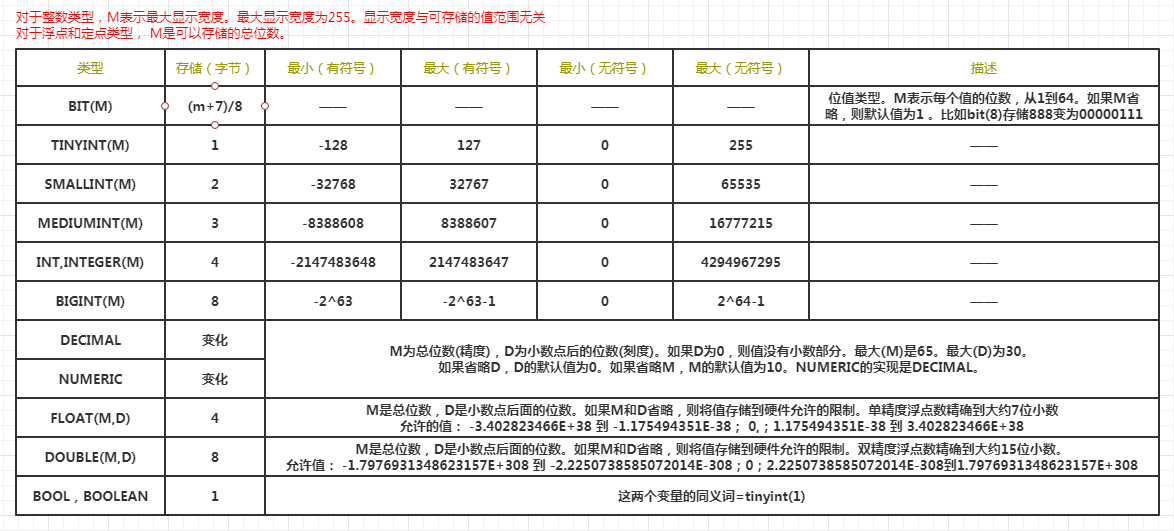 对于整数类型，M表示最大显示宽度。最大显示宽度为255。显示宽度与可存储的值范围无关
对于浮点和定点类型， M是可以存储的总位数。
类型 存储（字节） 最小（有符号） 最大（有符号） 最小（无符号） 最大（无符号） 描述
BIT(M) (m+7)/8 —— —— —— —— 位值类型。M表示每个值的位数，从1到64。如果M省
略，则默认值为1 。比如bit(8)存储888变为00000111
TINYINT(M) 1 -128 127 0 255 ——
SMALLINT(M) 2 -32768 32767 0 65535 ——
MEDIUMINT(M) 3 -8388608 8388607 0 16777215 ——
INT,INTEGER(M) 4 -2147483648 2147483647 0 4294967295 ——
BIGINT(M) 8 -2^63 -2^63-1 0 2^64-1 ——
DECIMAL 变化
NUMERIC 变化
M为总位数(精度)，D为小数点后的位数(刻度)。如果D为0，则值没有小数部分。最大(M)是65。最大(D)为30。
如果省略D，D的默认值为0。如果省略M，M的默认值为10。NUMERIC的实现是DECIMAL。
FLOAT(M,D) 4 M是总位数，D是小数点后面的位数。如果M和D省略，则将值存储到硬件允许的限制。单精度浮点数精确到大约7位小数
允许的值： -3.402823466E+38 到 -1.175494351E-38； 0,；1.175494351E-38 到 3.402823466E+38
DOUBLE(M,D) 8 M是总位数，D是小数点后面的位数。如果M和D省略，则将值存储到硬件允许的限制。双精度浮点数精确到大约15位小数。
允许值： -1.7976931348623157E+308 到 -2.2250738585072014E-308；0；2.2250738585072014E-308到1.7976931348623157E+308
BOOL，BOOLEAN 1 这两个变量的同义词=tinyint(1)